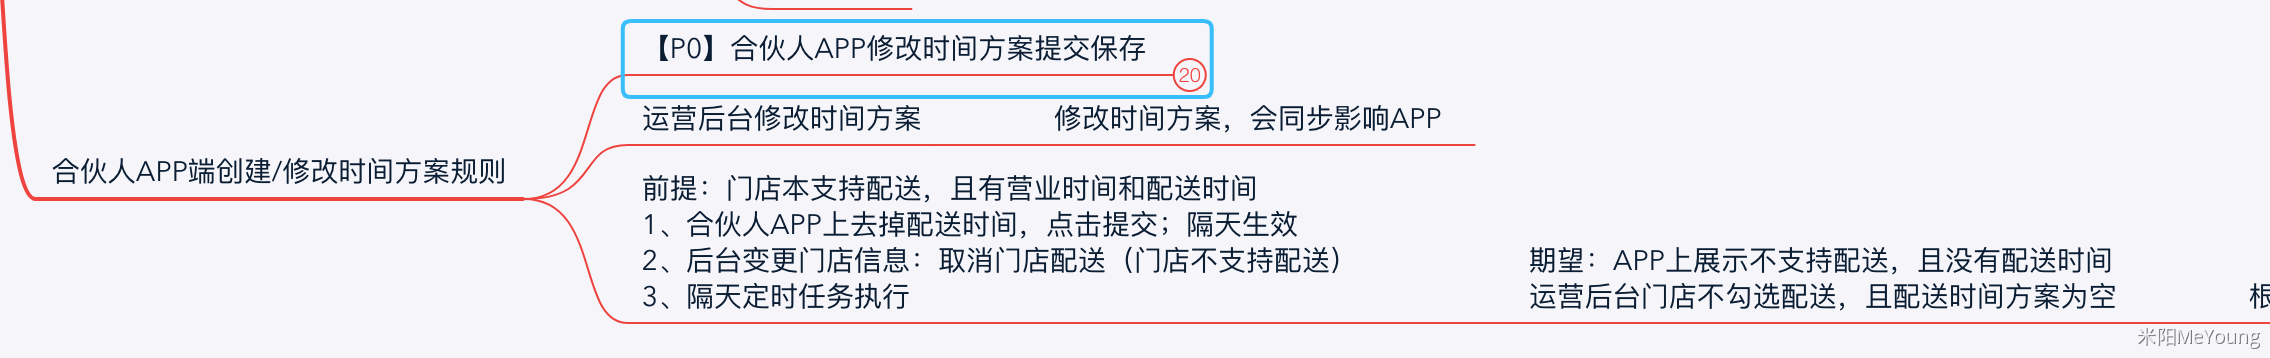 【P0】合伙人APP修改时间方案提交保存
20
运营后台修改时间方案
修改时间方案，会同步影响APP
合伙人APP端创建/修改时间方案规则
前提：门店本支持配送，且有营业时间和配送时间
1、合伙人APP上去掉配送时间，点击提交；隔天生效
2、后台变更门店信息：取消门店配送（门店不支持配送）
3、隔天定时任务执行
期望：APP上展示不支持配送，且没有配送时间
运营后台门店不勾选配送，且配送时间方案为空
米阳MeYoung